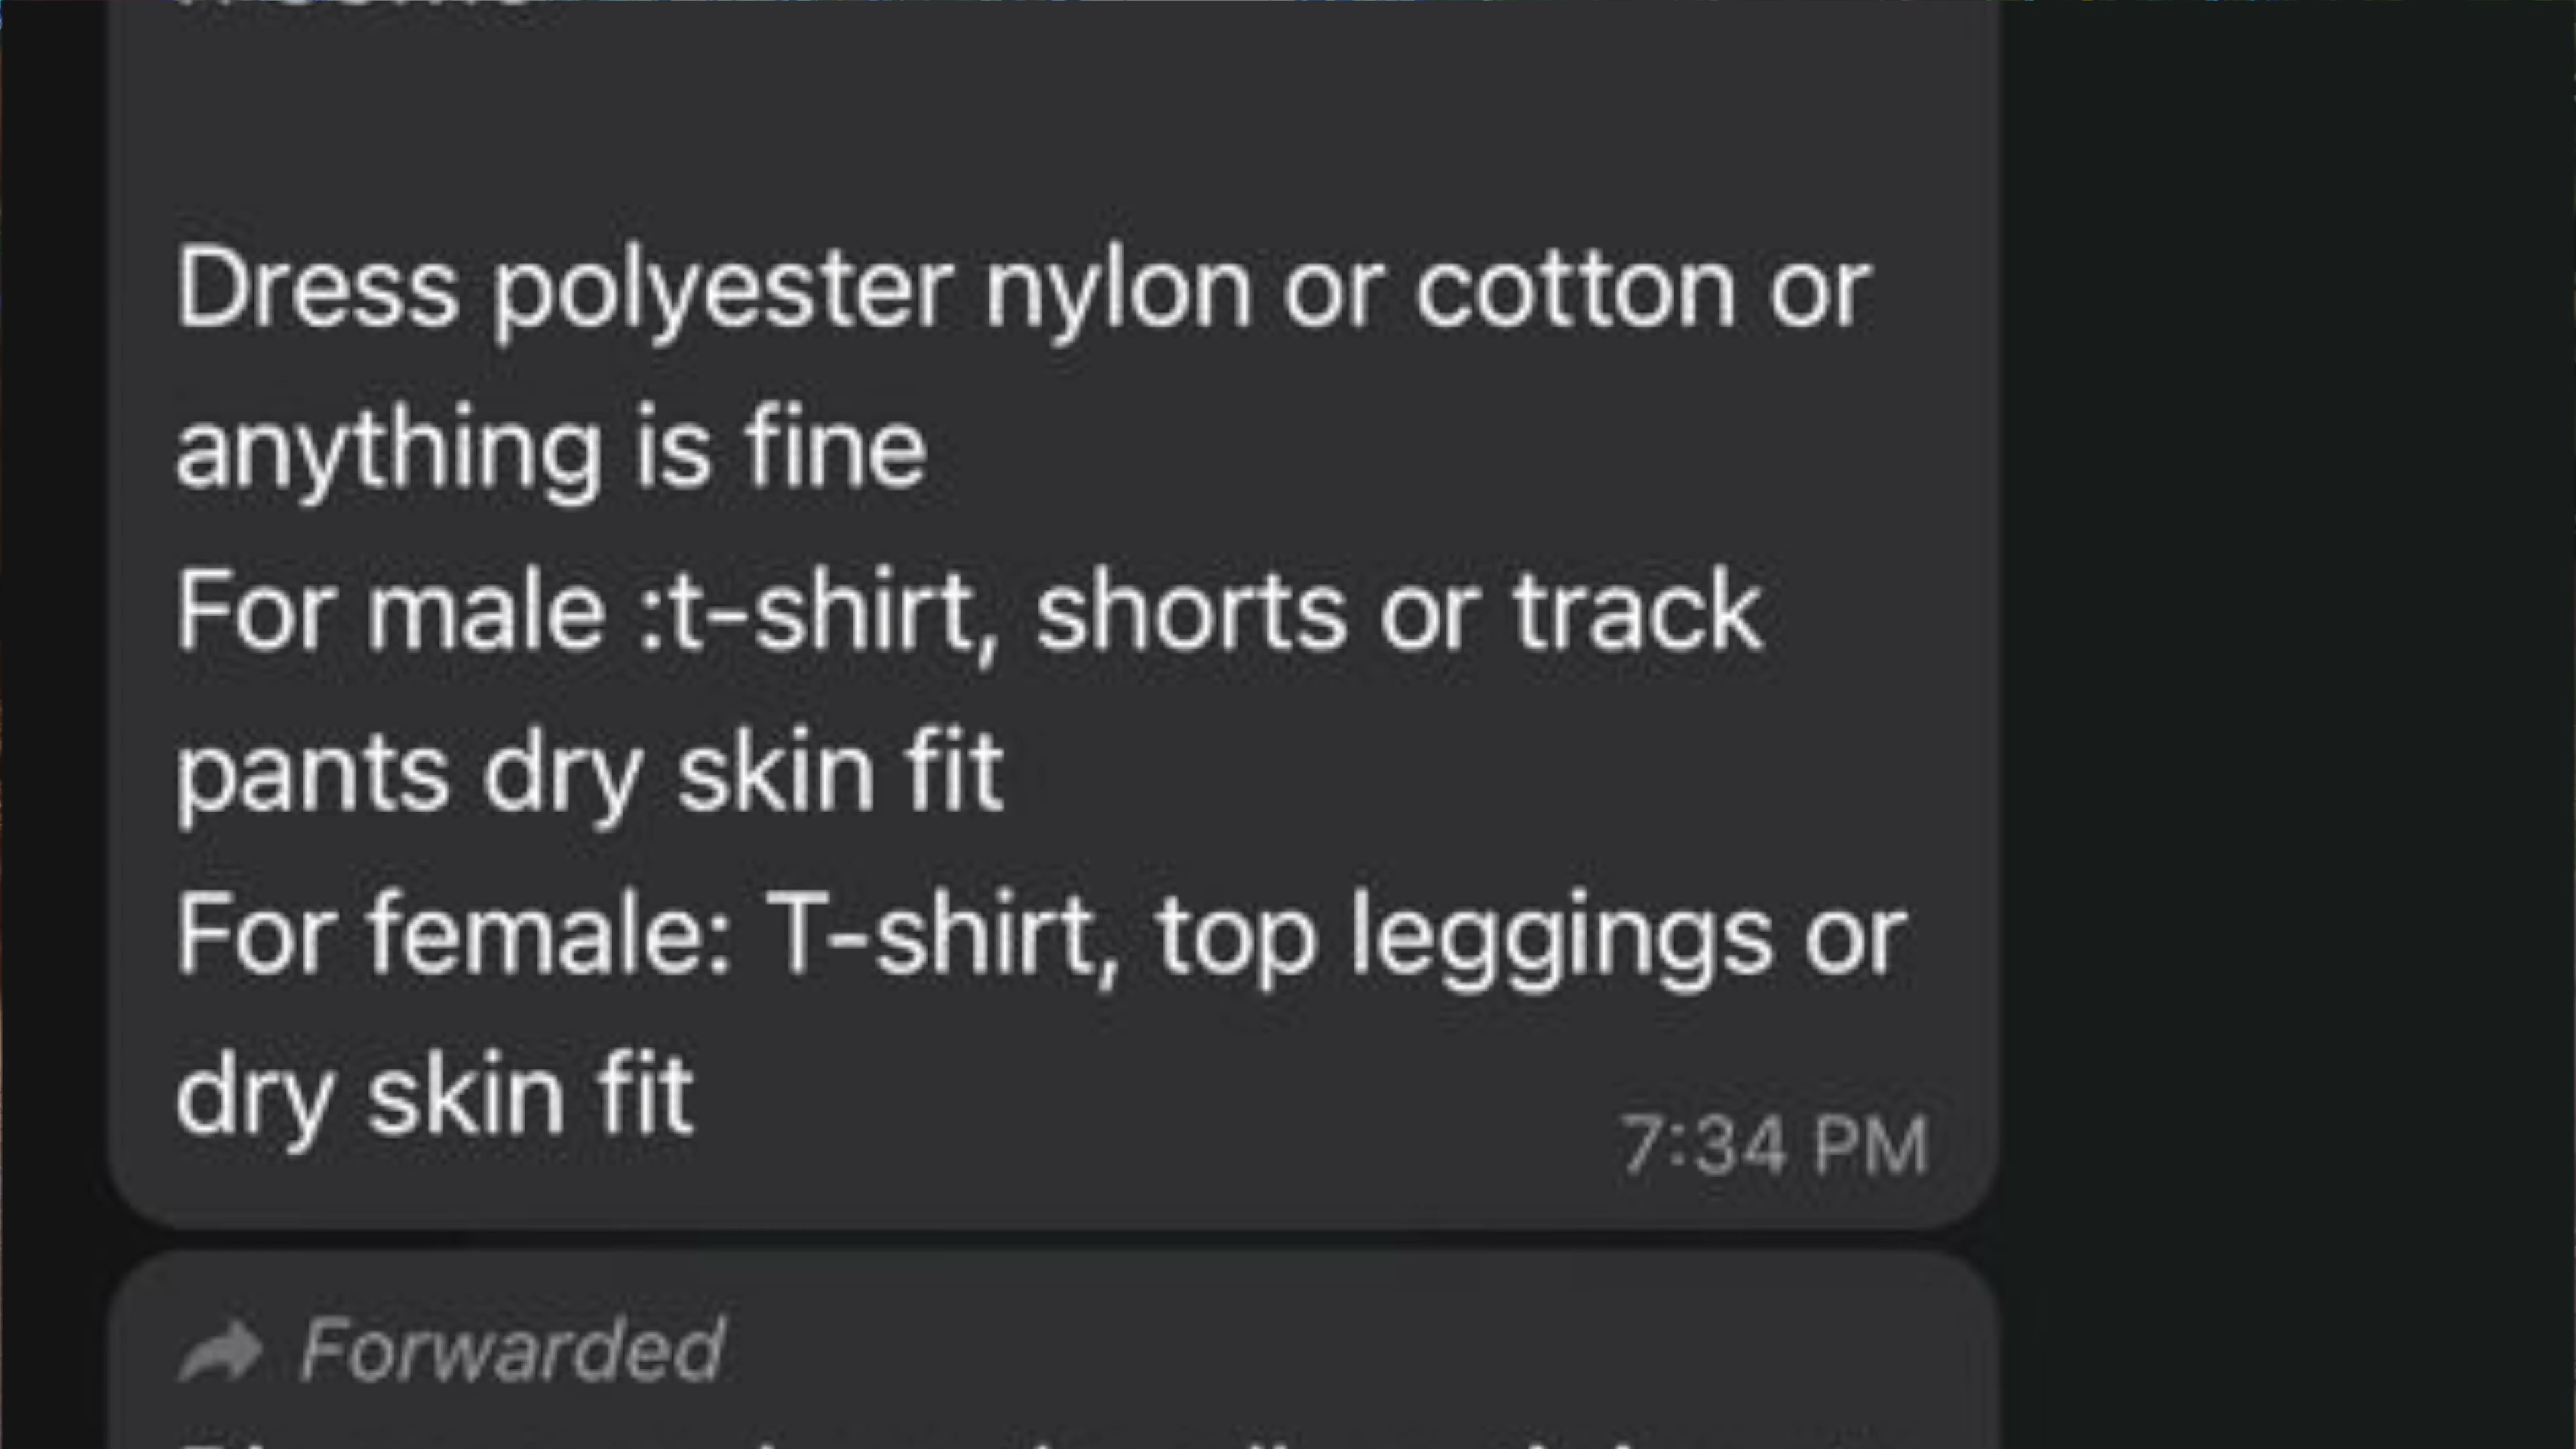 Dress polyester nylon or cotton or
anything is fine
For male :t-shirt, shorts or track
pants dry skin fit
For female: T-shirt, top leggings or
dry skin fit
7:34 PM
Forwarded